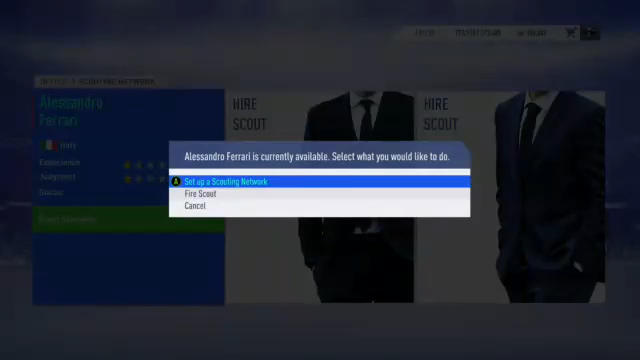 SCOUTING NETWORK
Alessandro
Ferrari
Italy
Experience
Judgment
HIRE
SCOUT
HIRE
SCOUT
Alessandro Ferrari is currently available. Select what you would like to do.
A Set up a Scouting Network
Fire Scout
Cancel